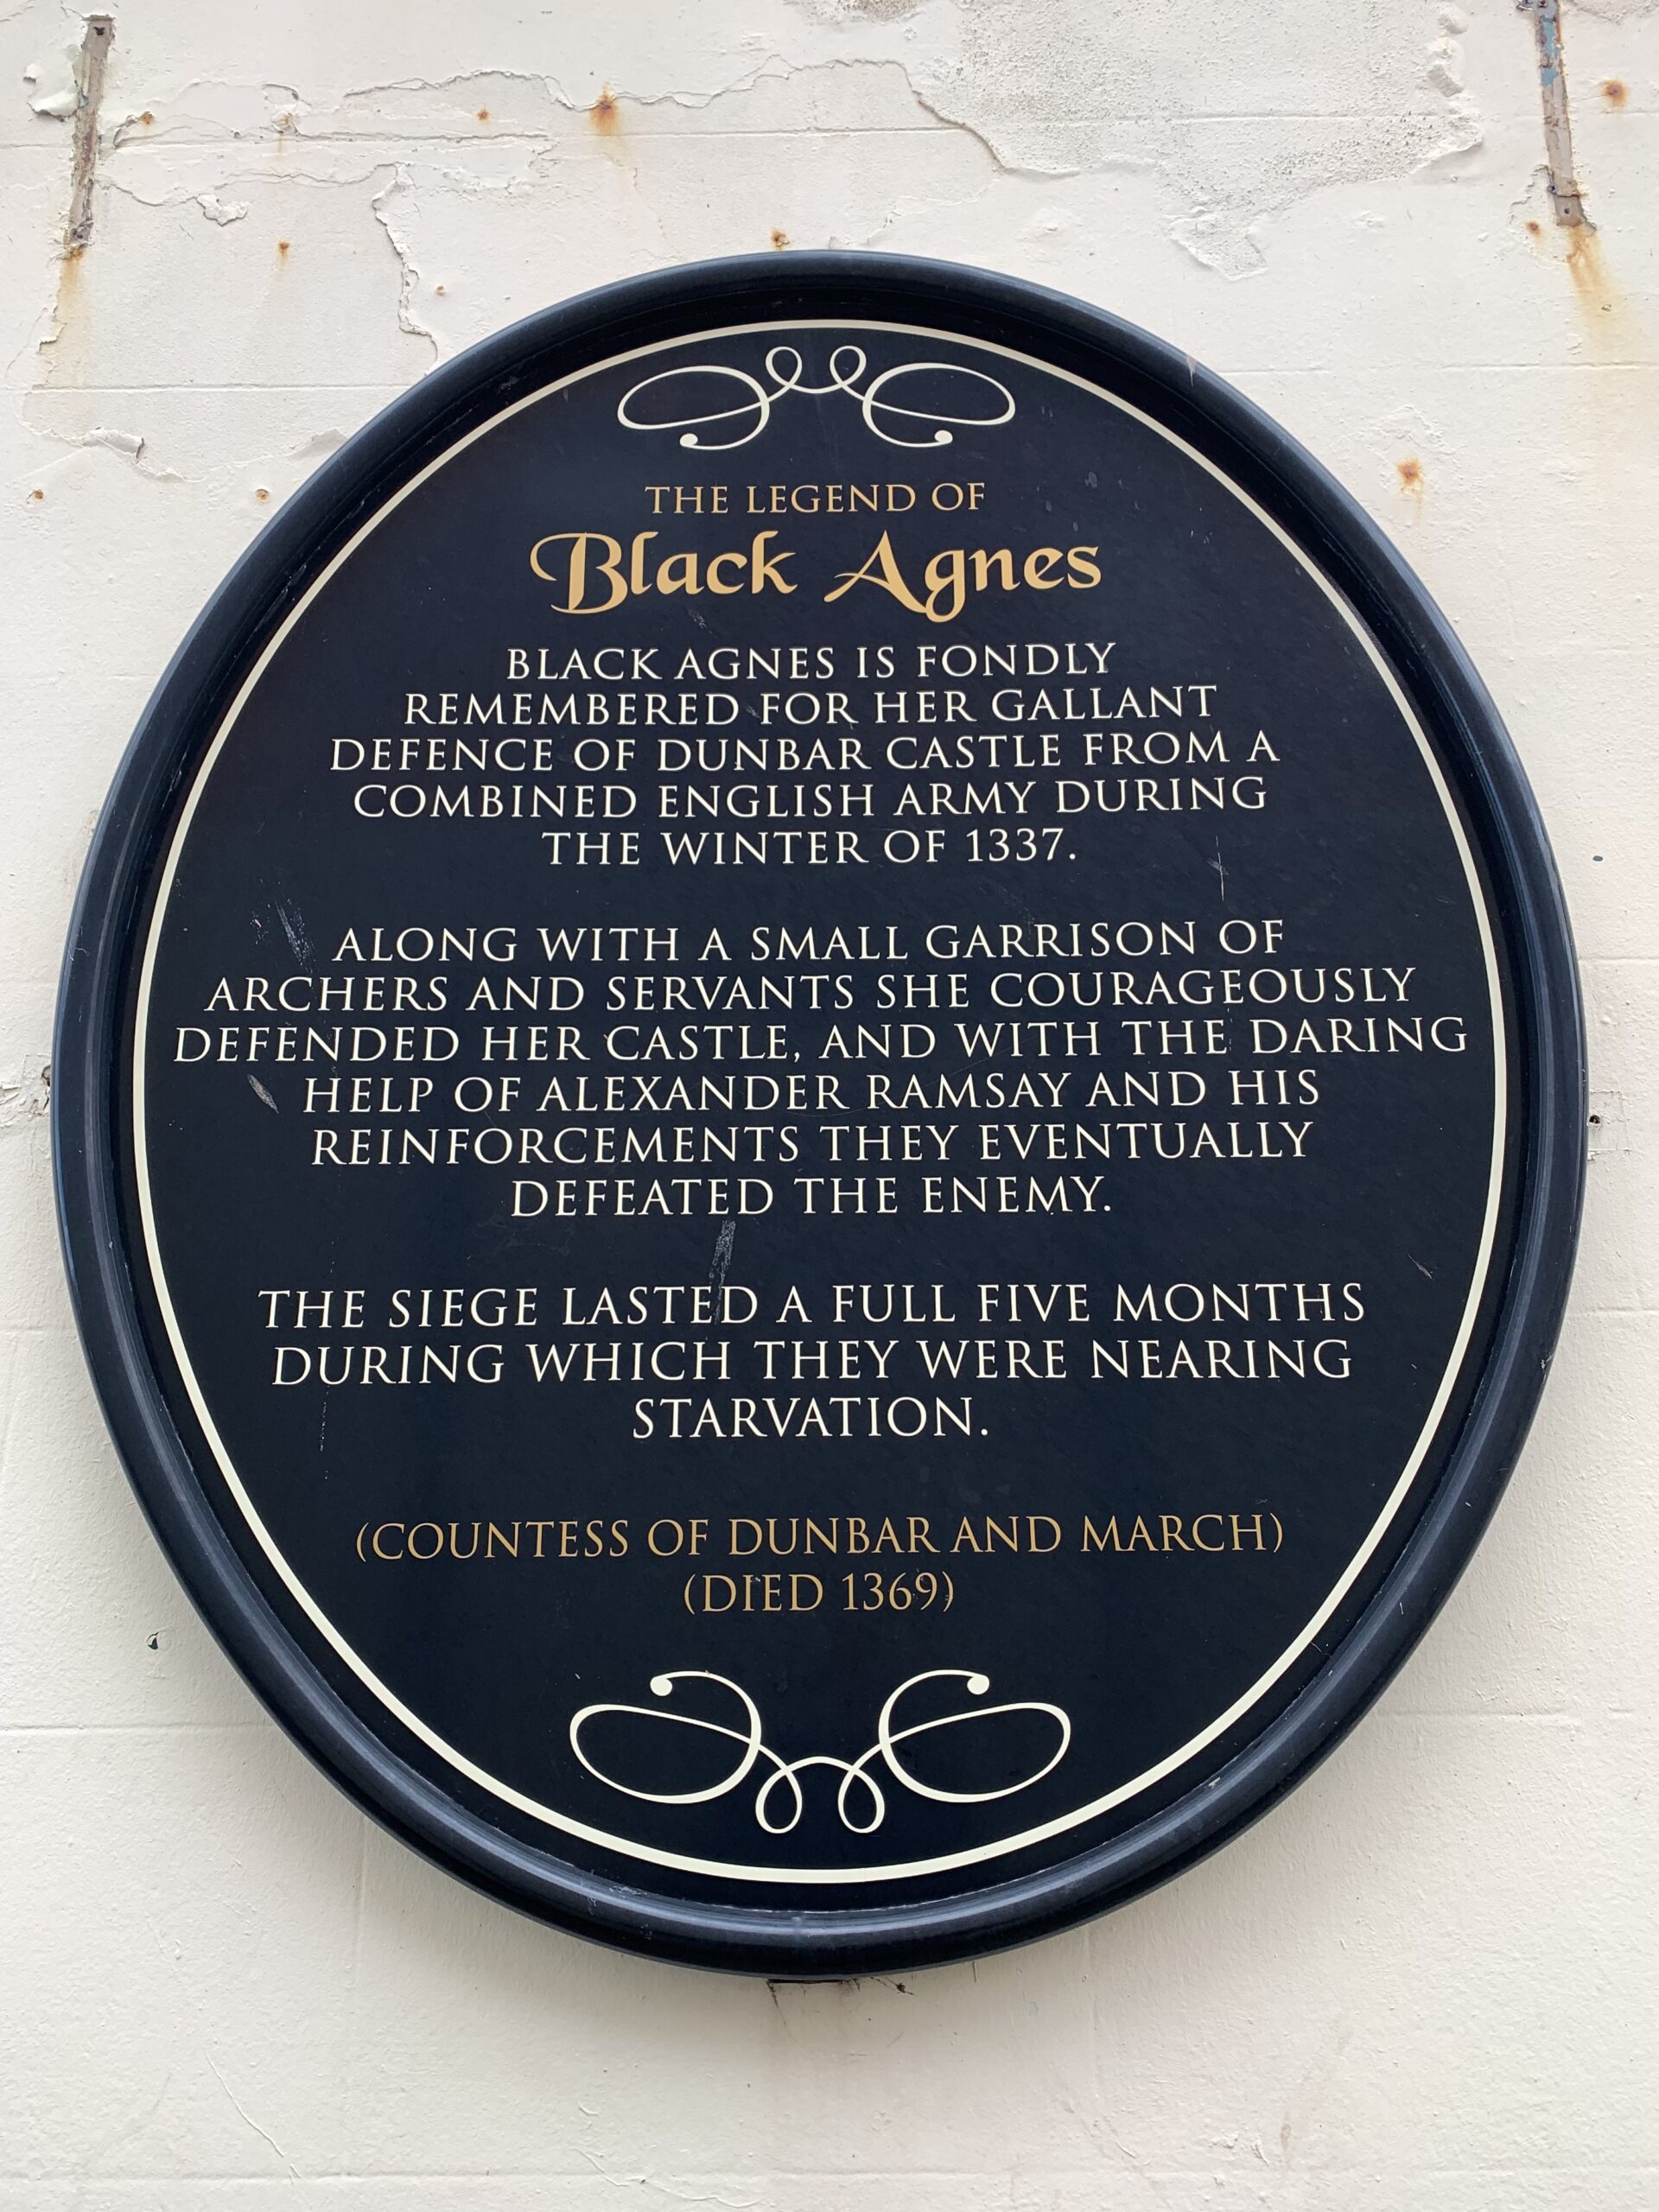 THE LEGEND OF
Black Agnes
BLACK AGNES IS FONDLY
REMEMBERED FOR HER GALLANT
DEFENCE OF DUNBAR CASTLE FROM A
COMBINED ENGLISH ARMY DURING
THE WINTER OF 1337.
ALONG WITH A SMALL GARRISON OF
ARCHERS AND SERVANTS SHE COURAGEOUSLY
DEFENDED HER CASTLE, AND WITH THE DARING
HELP OF ALEXANDER RAMSAY AND HIS
REINFORCEMENTS THEY EVENTUALLY
DEFEATED THE ENEMY.
THE SIEGE LASTED A FULL FIVE MONTHS
DURING WHICH THEY WERE NEARING
STARVATION.
(COUNTESS OF DUNBAR AND MARCH)
(DIED 1369)